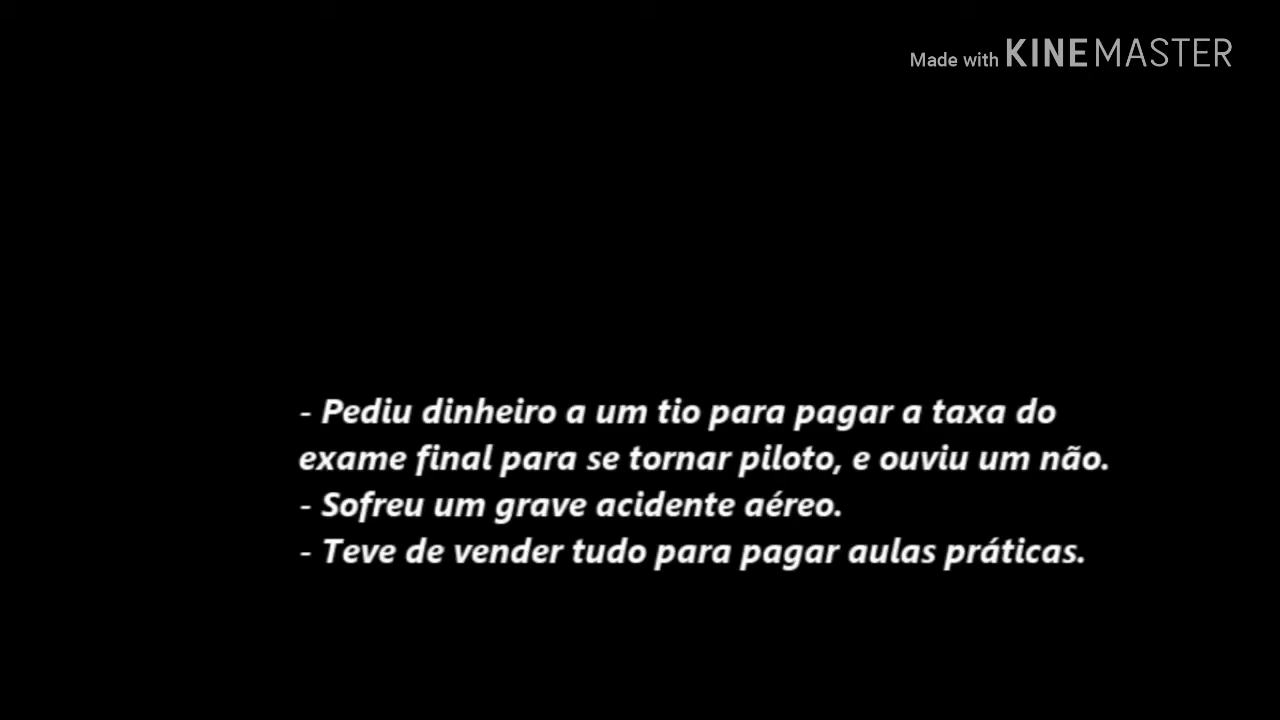 Made with KINEMASTER
- Pediu dinheiro a um tio para pagar a taxa do
exame final para se tornar piloto, e ouviu um não.
- Sofreu um grave acidente aéreo.
- Teve de vender tudo para pagar aulas práticas.